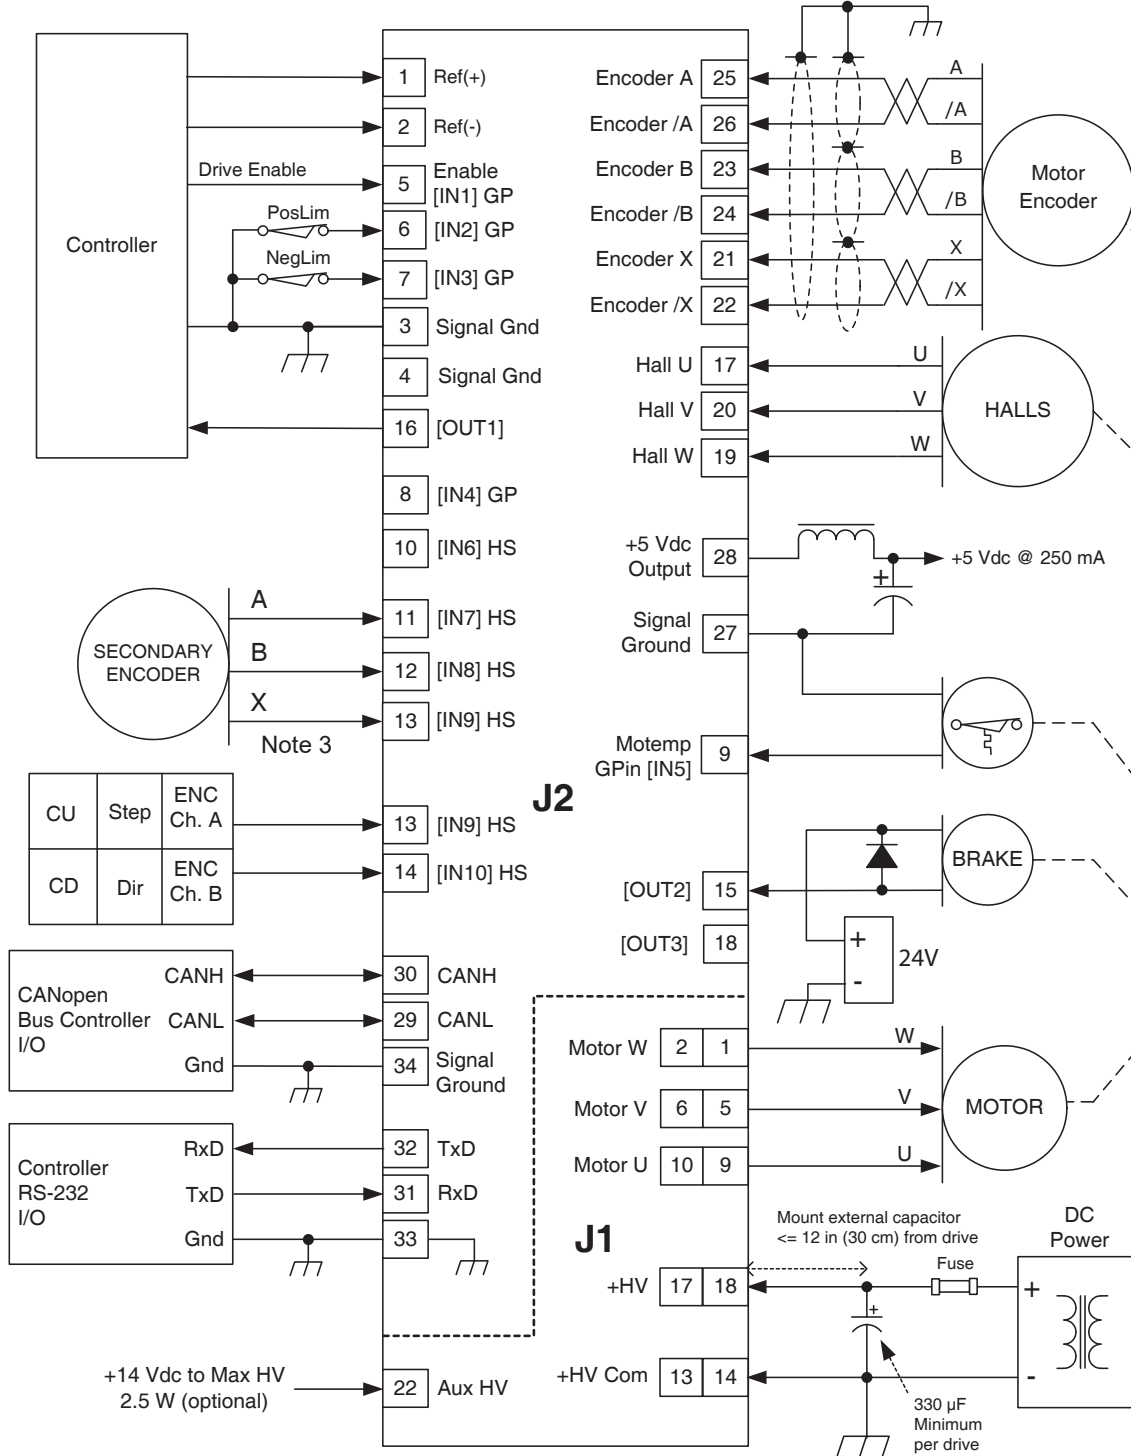 Controller
1 Ref(+)
2 Ref(-)
Drive Enable
5 Enable
[IN1] GP
PosLim
6 [IN2] GP
NegLim
7 [IN3] GP
3 Signal Gnd
4 Signal Gnd
16 [OUT1]
8 [IN4] GP
10 [IN6] HS
SECONDARY
ENCODER
A
11 [IN7] HS
B
12 [IN8] HS
X
13 [IN9] HS
Note 3
CU Step ENC
Ch. A
13 [IN9] HS
CD Dir ENC
Ch. B
14 [IN10] HS
CANopen
Bus Controller
I/O
CANH 30 CANH
CANL 29 CANL
Gnd 34 Signal
Ground
Controller
RS-232
I/O
RxD 32 TxD
TxD 31 RxD
Gnd 33
+14 Vdc to Max HV
2.5 W (optional)
22 Aux HV
J2
J1
Encoder A 25 A
Encoder /A 26 /A
Encoder B 23 B
Encoder /B 24 /B
Encoder X 21 X
Encoder /X 22 /X
Motor
Encoder
Hall U 17 U
Hall V 20 V
Hall W 19 W
HALLS
+5 Vdc
Output
28
+
+5 Vdc @ 250 mA
Signal
Ground
27
Motemp
GPin [IN5]
9
BRAKE
[OUT2] 15
[OUT3] 18
+
-
24V
Motor W 2 1 W
Motor V 6 5 V
Motor U 10 9 U
MOTOR
Mount external capacitor
<= 12 in (30 cm) from drive
DC
Power
Fuse
+HV 17 18 +
+
+HV Com 13 14 -
330 µF
Minimum
per drive